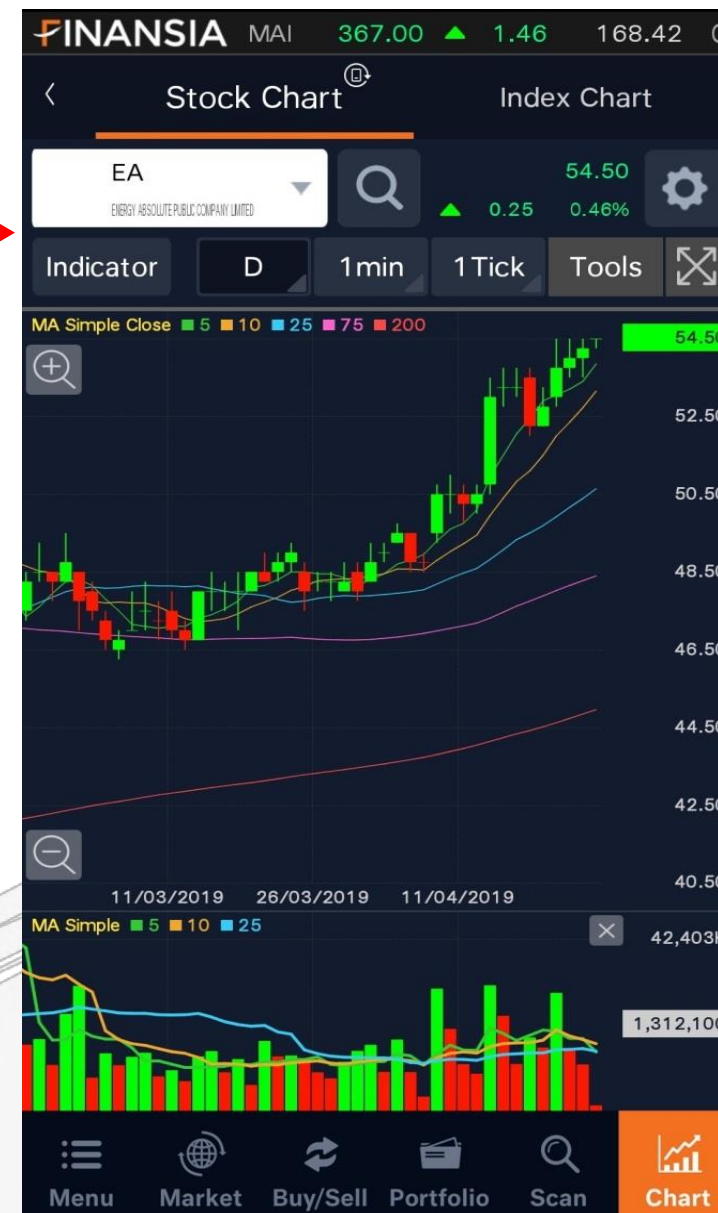 FINANSIA MAI 367.00 ▲ 1.46 168.42
Stock Chart Index Chart
EA 54.50
ENERGY ABSOLUTE PUBLIC COMPANY LIMITED ▲ 0.25 0.46%
Indicator D 1min 1Tick Tools
MA Simple Close 5 10 25 75 200
54.50
52.50
50.50
48.50
46.50
44.50
42.50
40.50
11/03/2019 26/03/2019 11/04/2019
MA Simple 5 10 25
42,403
1,312,100
Menu Market Buy/Sell Portfolio Scan Chart